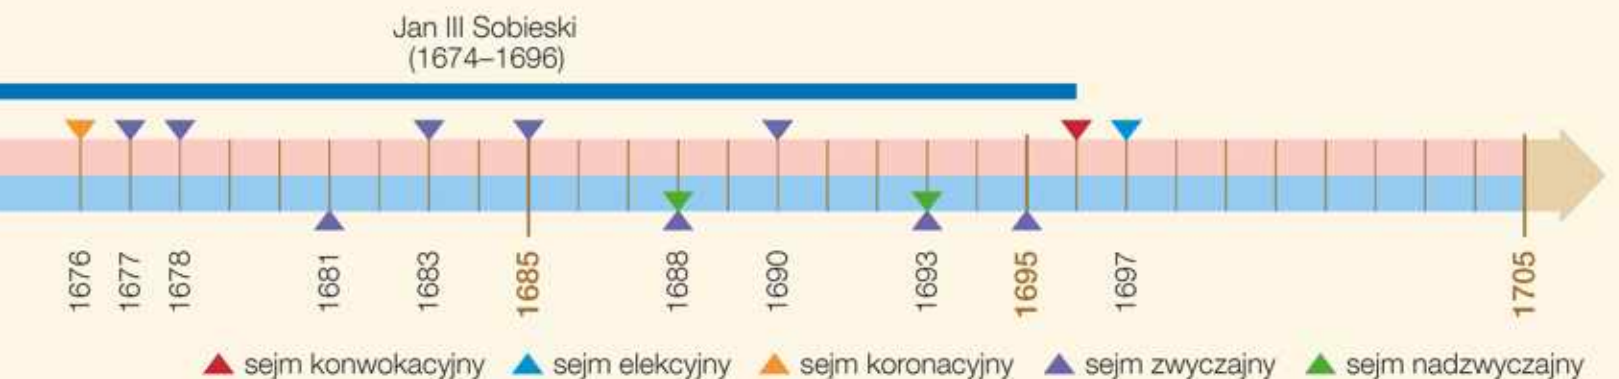 Jan III Sobieski
(1674–1696)
1676 1677 1678 1681 1683 1685 1688 1690 1693 1695 1697 1705
sejm konwokacyjny sejm elekcyjny sejm koronacyjny sejm zwyczajny sejm nadzwyczajny